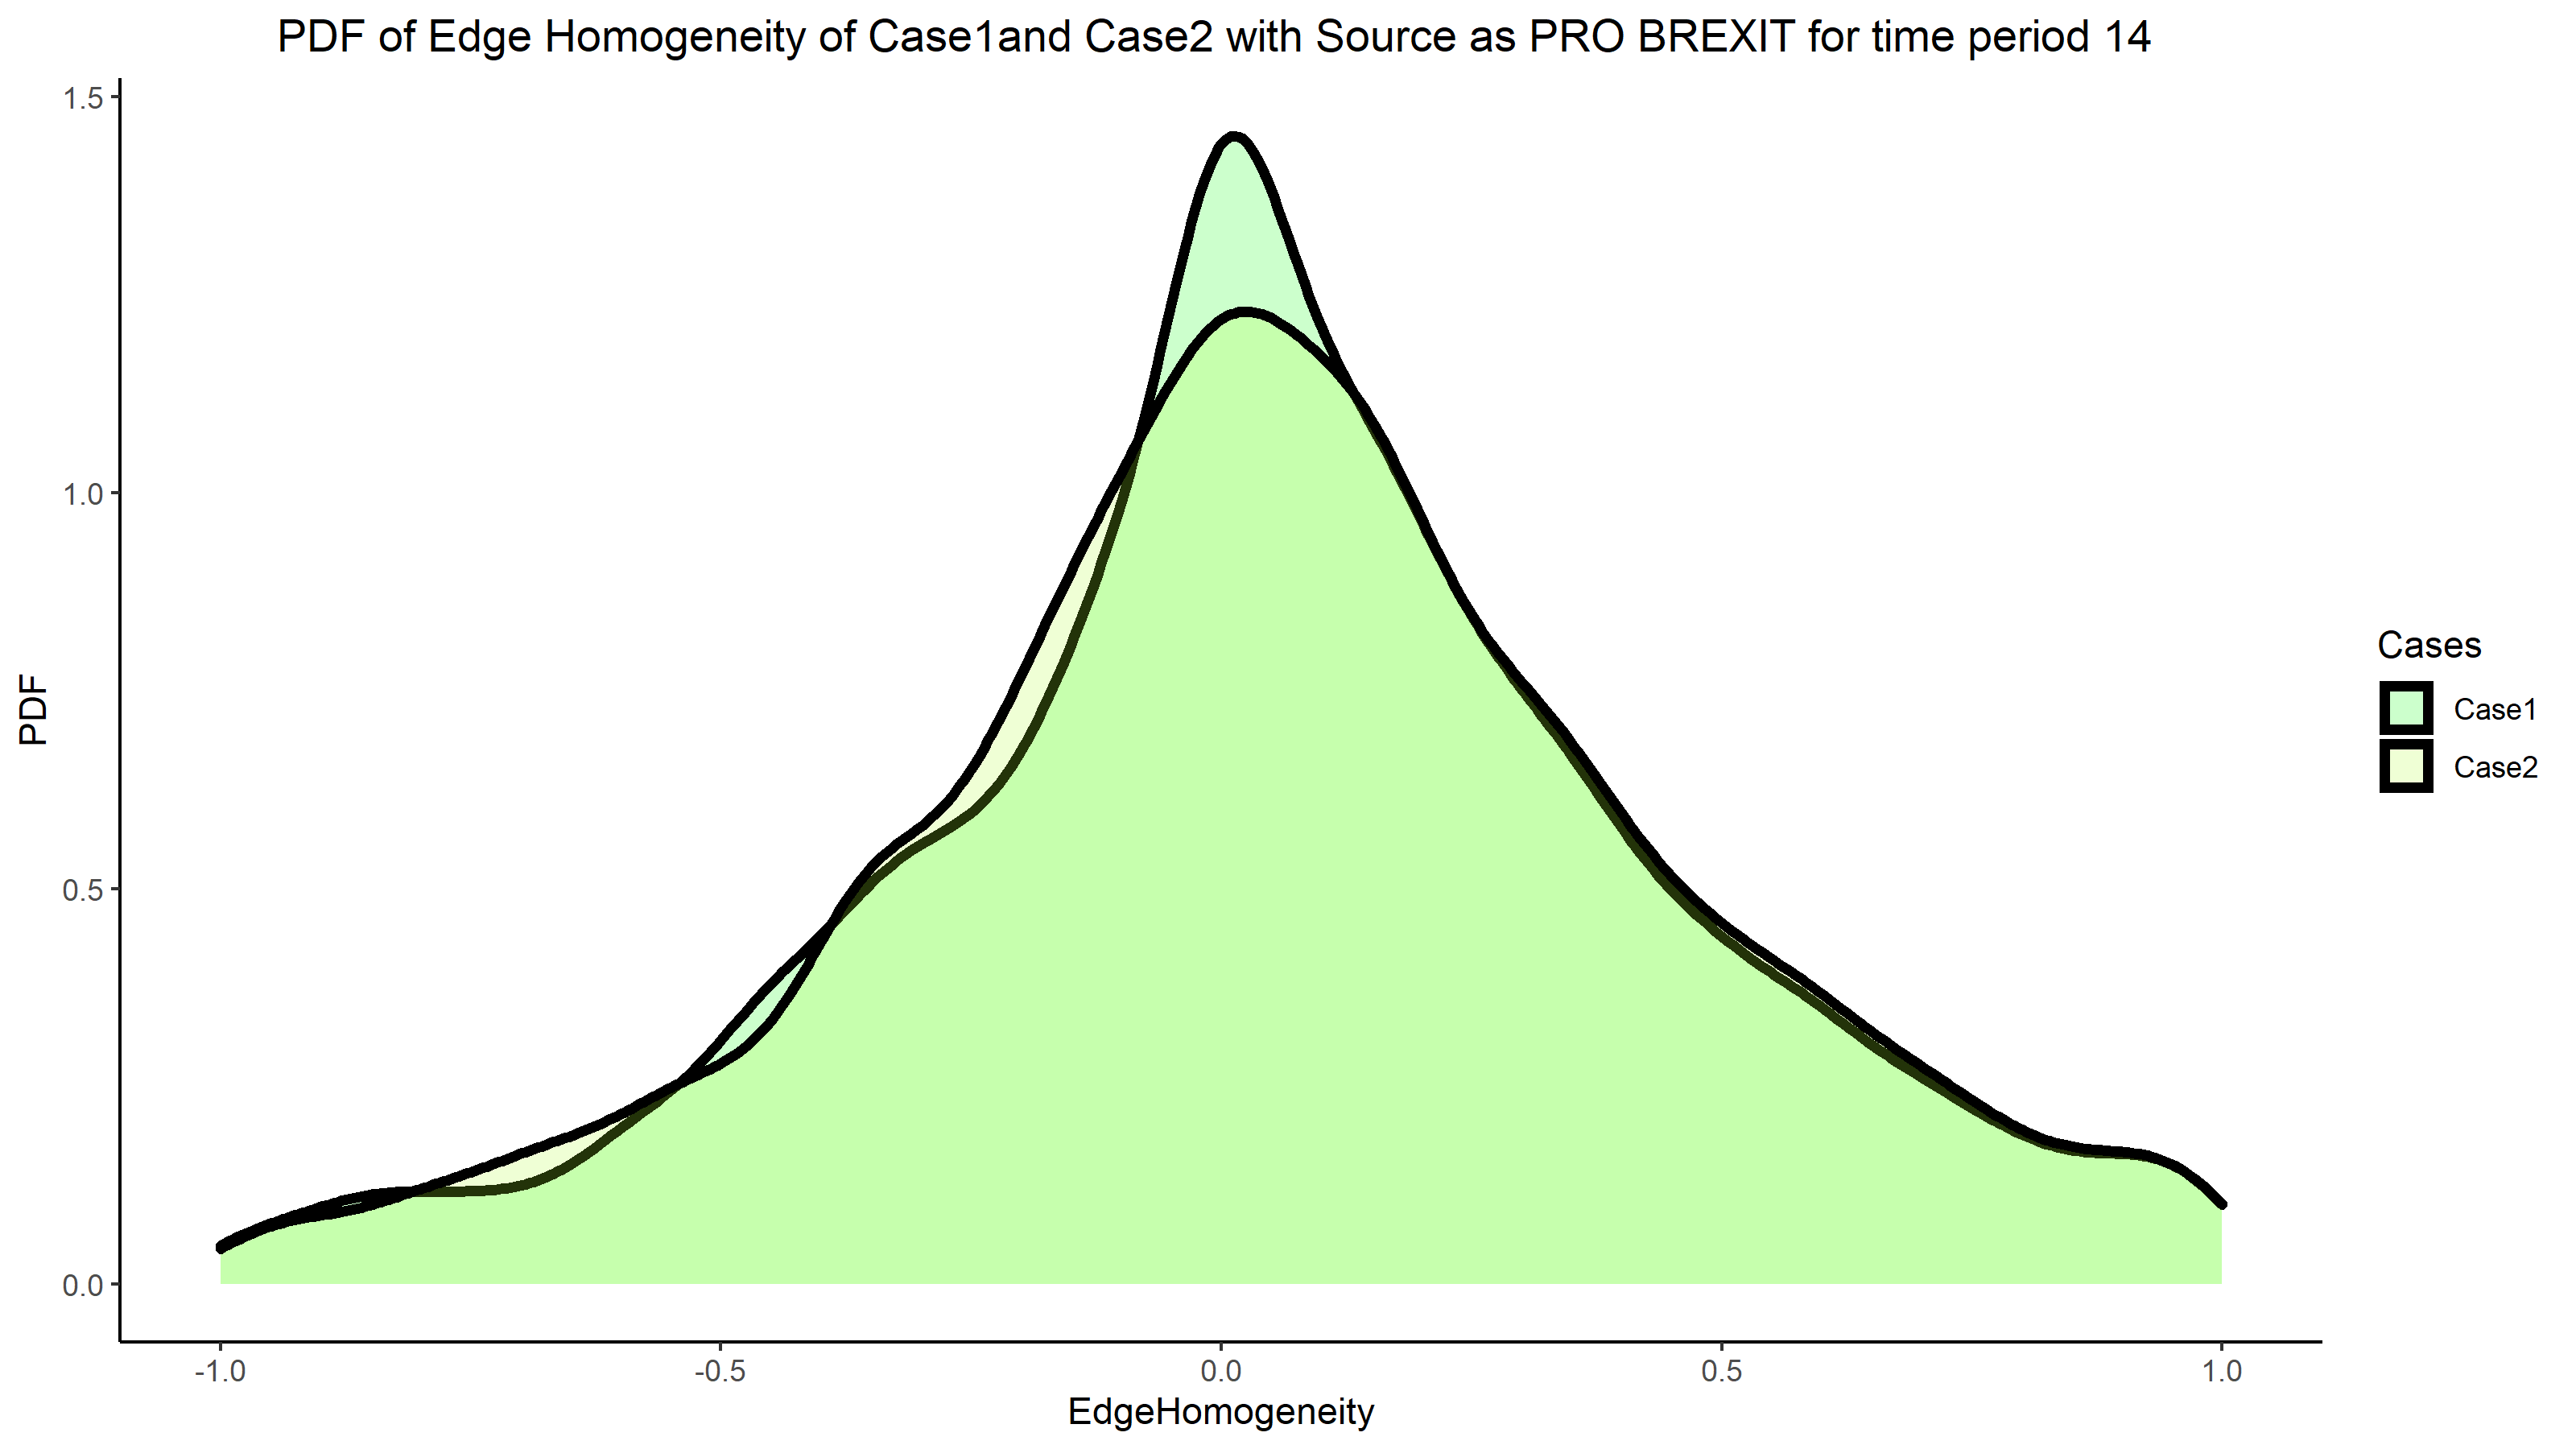 PDF of Edge Homogeneity of Case1and Case2 with Source as PRO BREXIT for time period 14
1.5
1.0
0.5
0.0
PDF
-1.0
-0.5
0.0
0.5
1.0
EdgeHomogeneity
Cases
Case1
Case2